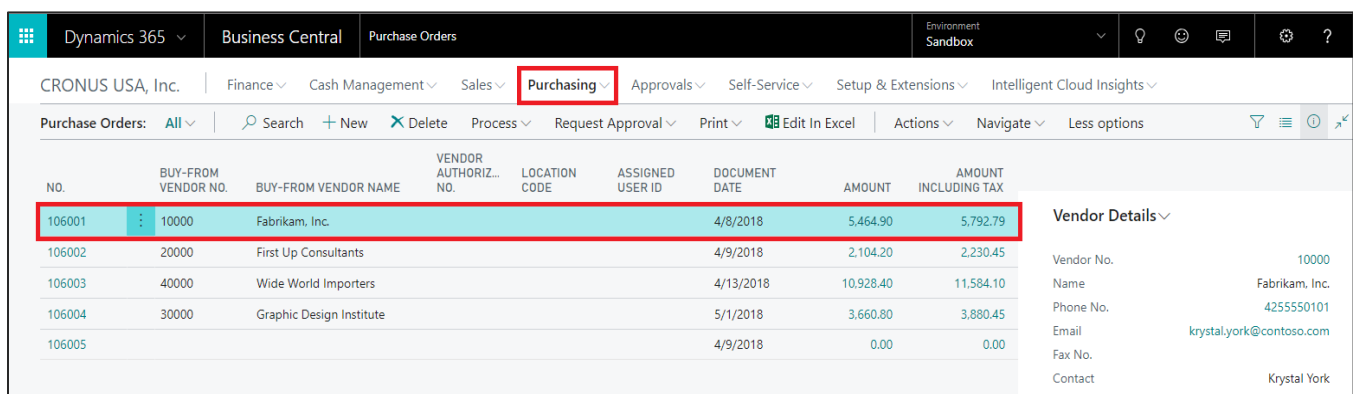 Dynamics 365 Business Central Purchase Orders Environment
Sandbox ?
CRONUS USA, Inc. Finance Cash Management Sales Purchasing Approvals Self-Service Setup & Extensions Intelligent Cloud Insights
Purchase Orders: All Search + New Delete Process Request Approval Print Edit In Excel Actions Navigate Less options
NO. BUY-FROM VENDOR NO. BUY-FROM VENDOR NAME VENDOR AUTHORIZ... NO. LOCATION CODE ASSIGNED USER ID DOCUMENT DATE AMOUNT AMOUNT INCLUDING TAX
106001 10000 Fabrikam, Inc. 4/8/2018 5,464.90 5,792.79
106002 20000 First Up Consultants 4/9/2018 2,104.20 2,230.45
106003 40000 Wide World Importers 4/13/2018 10,928.40 11,584.10
106004 30000 Graphic Design Institute 5/1/2018 3,660.80 3,880.45
106005 4/9/2018 0.00 0.00
Vendor Details
Vendor No. 10000
Name Fabrikam, Inc.
Phone No. 4255550101
Email krystal.york@contoso.com
Fax No.
Contact Krystal York